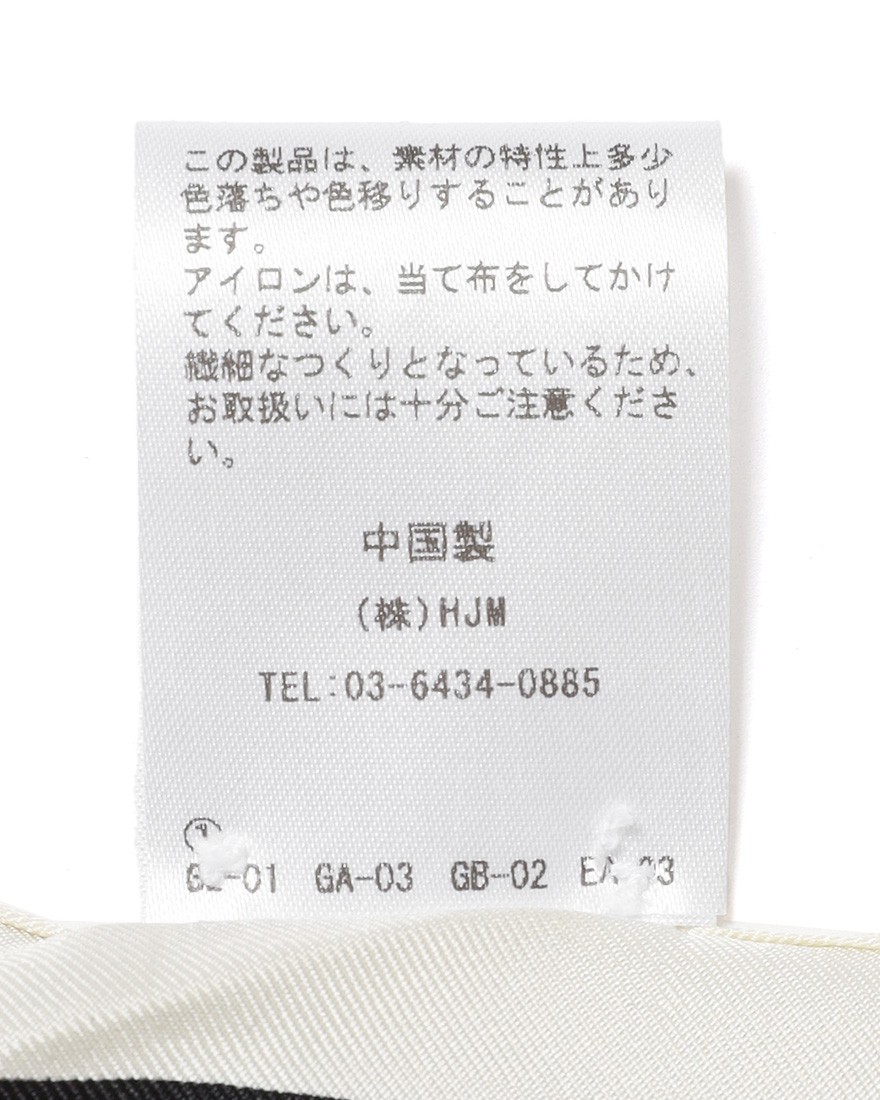 この製品は、素材の特性上多少
色落ちや色移りすることがあり
ます。
アイロンは、当て布をしてかけ
てください。
繊細なつくりとなっているため、
お取扱いには十分ご注意くださ
い。
中国製
(株)HJM
TEL:03-6434-0885
GA-03 GB-02